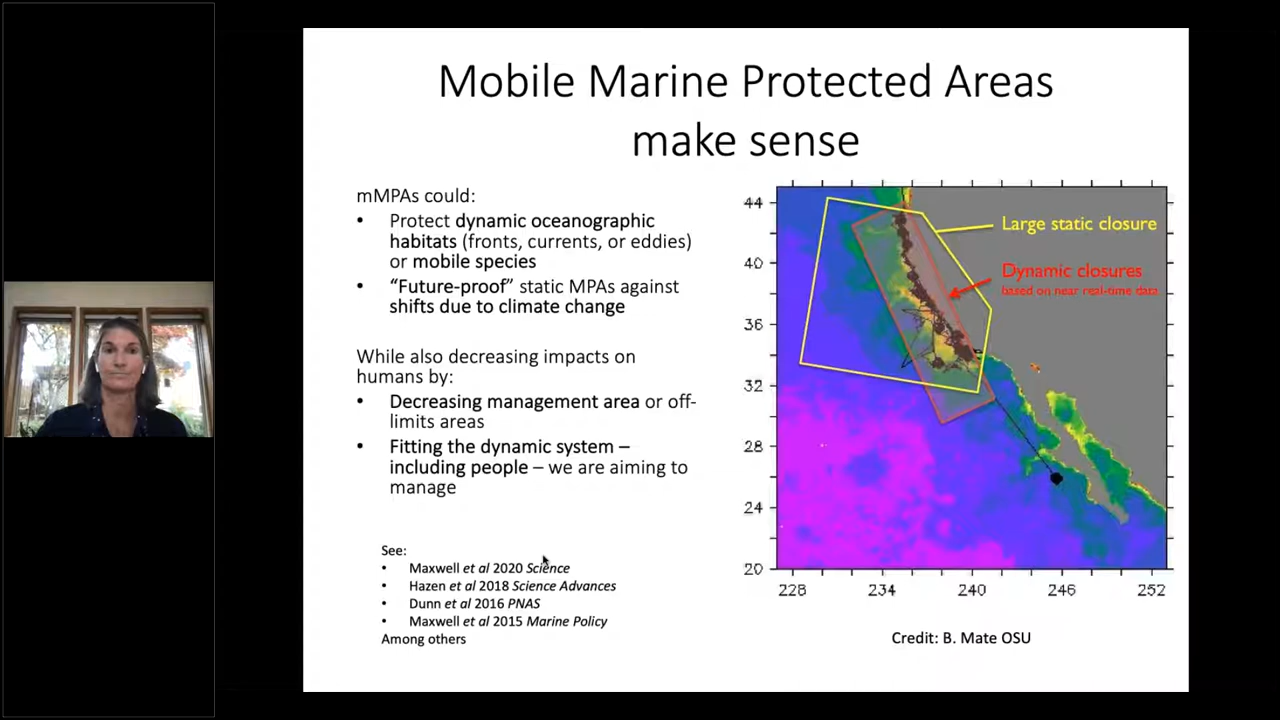 Mobile Marine Protected Areas
make sense
mMPAs could:
• Protect dynamic oceanographic
habitats (fronts, currents, or eddies)
or mobile species
• “Future-proof” static MPAs against
shifts due to climate change
While also decreasing impacts on
humans by:
• Decreasing management area or off-
limits areas
• Fitting the dynamic system –
including people – we are aiming to
manage
See:
• Maxwell et al 2020 Science
• Hazen et al 2018 Science Advances
• Dunn et al 2016 PNAS
• Maxwell et al 2015 Marine Policy
Among others
44
40
36
32
28
24
20
228 234 240 246 252
Large static closure
Dynamic closures
based on near real-time data
Credit: B. Mate OSU